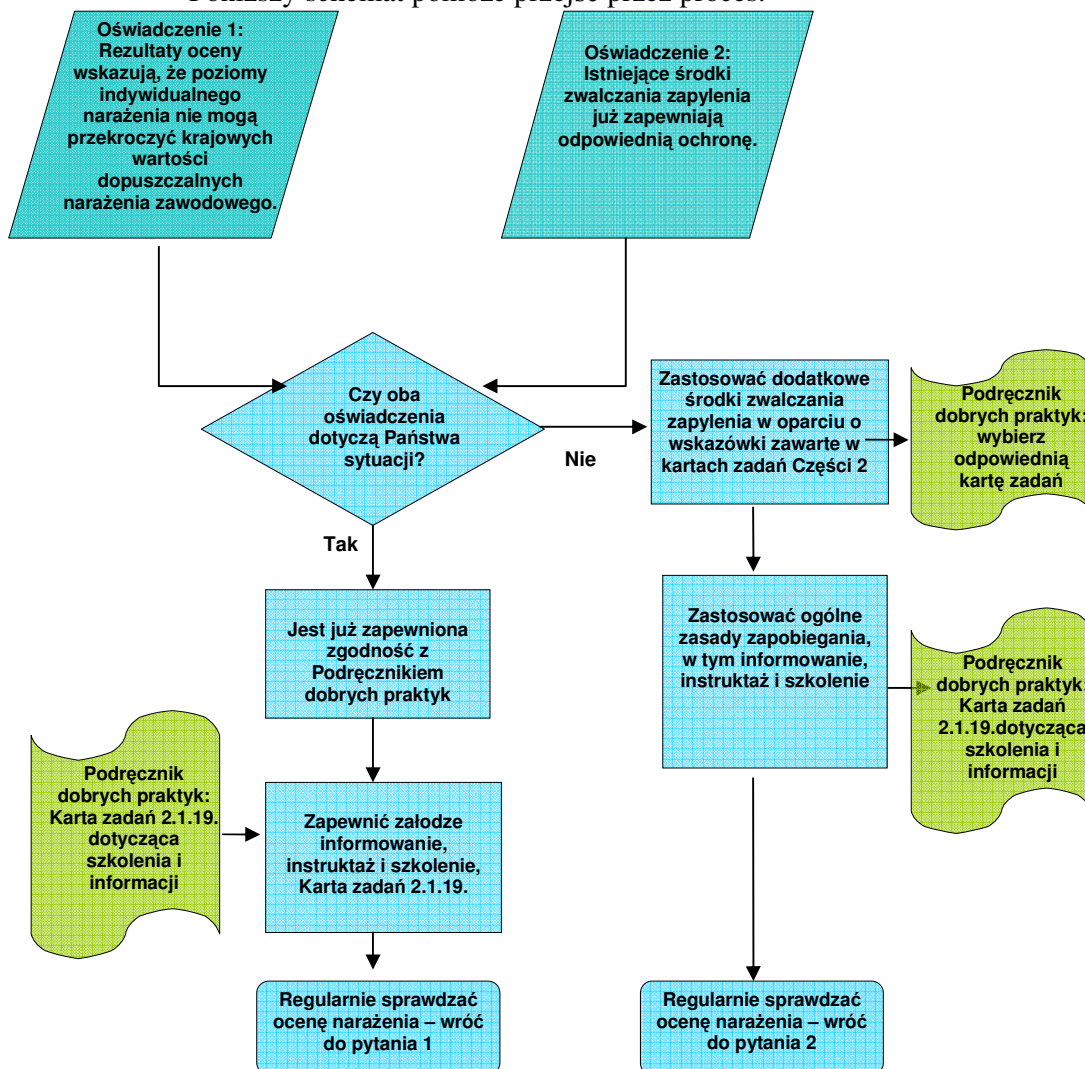 Poniższy schemat pomoże przejść przez proces.
Oświadczenie 1:
Rezultaty oceny
wskazują, że poziomy
indywidualnego
narażenia nie mogą
przekroczyć krajowych
wartości
dopuszczalnych
narażenia zawodowego.
Oświadczenie 2:
Istniejące środki
zwalczania zapylenia
już zapewniają
odpowiednią ochronę.
Czy oba
oświadczenia
dotyczą Państwa
sytuacji?
Nie
Zastosować dodatkowe
środki zwalczania
zapylenia w oparciu o
wskazówki zawarte w
kartach zadań Części 2
Podręcznik
dobrych praktyk:
wybierz
odpowiednią
kartę zadań
Tak
Jest już zapewniona
zgodność z
Podręcznikiem
dobrych praktyk
Zastosować ogólne
zasady zapobiegania,
w tym informowanie,
instruktaż i szkolenie
Podręcznik
dobrych praktyk:
Karta zadań
2.1.19.dotycząca
szkolenia i
informacji
Podręcznik
dobrych praktyk:
Karta zadań 2.1.19.
dotycząca
szkolenia i
informacji
Zapewnić załodze
informowanie,
instruktaż i szkolenie,
Karta zadań 2.1.19.
Regularnie sprawdzać
ocenę narażenia – wróć
do pytania 1
Regularnie sprawdzać
ocenę narażenia – wróć
do pytania 2